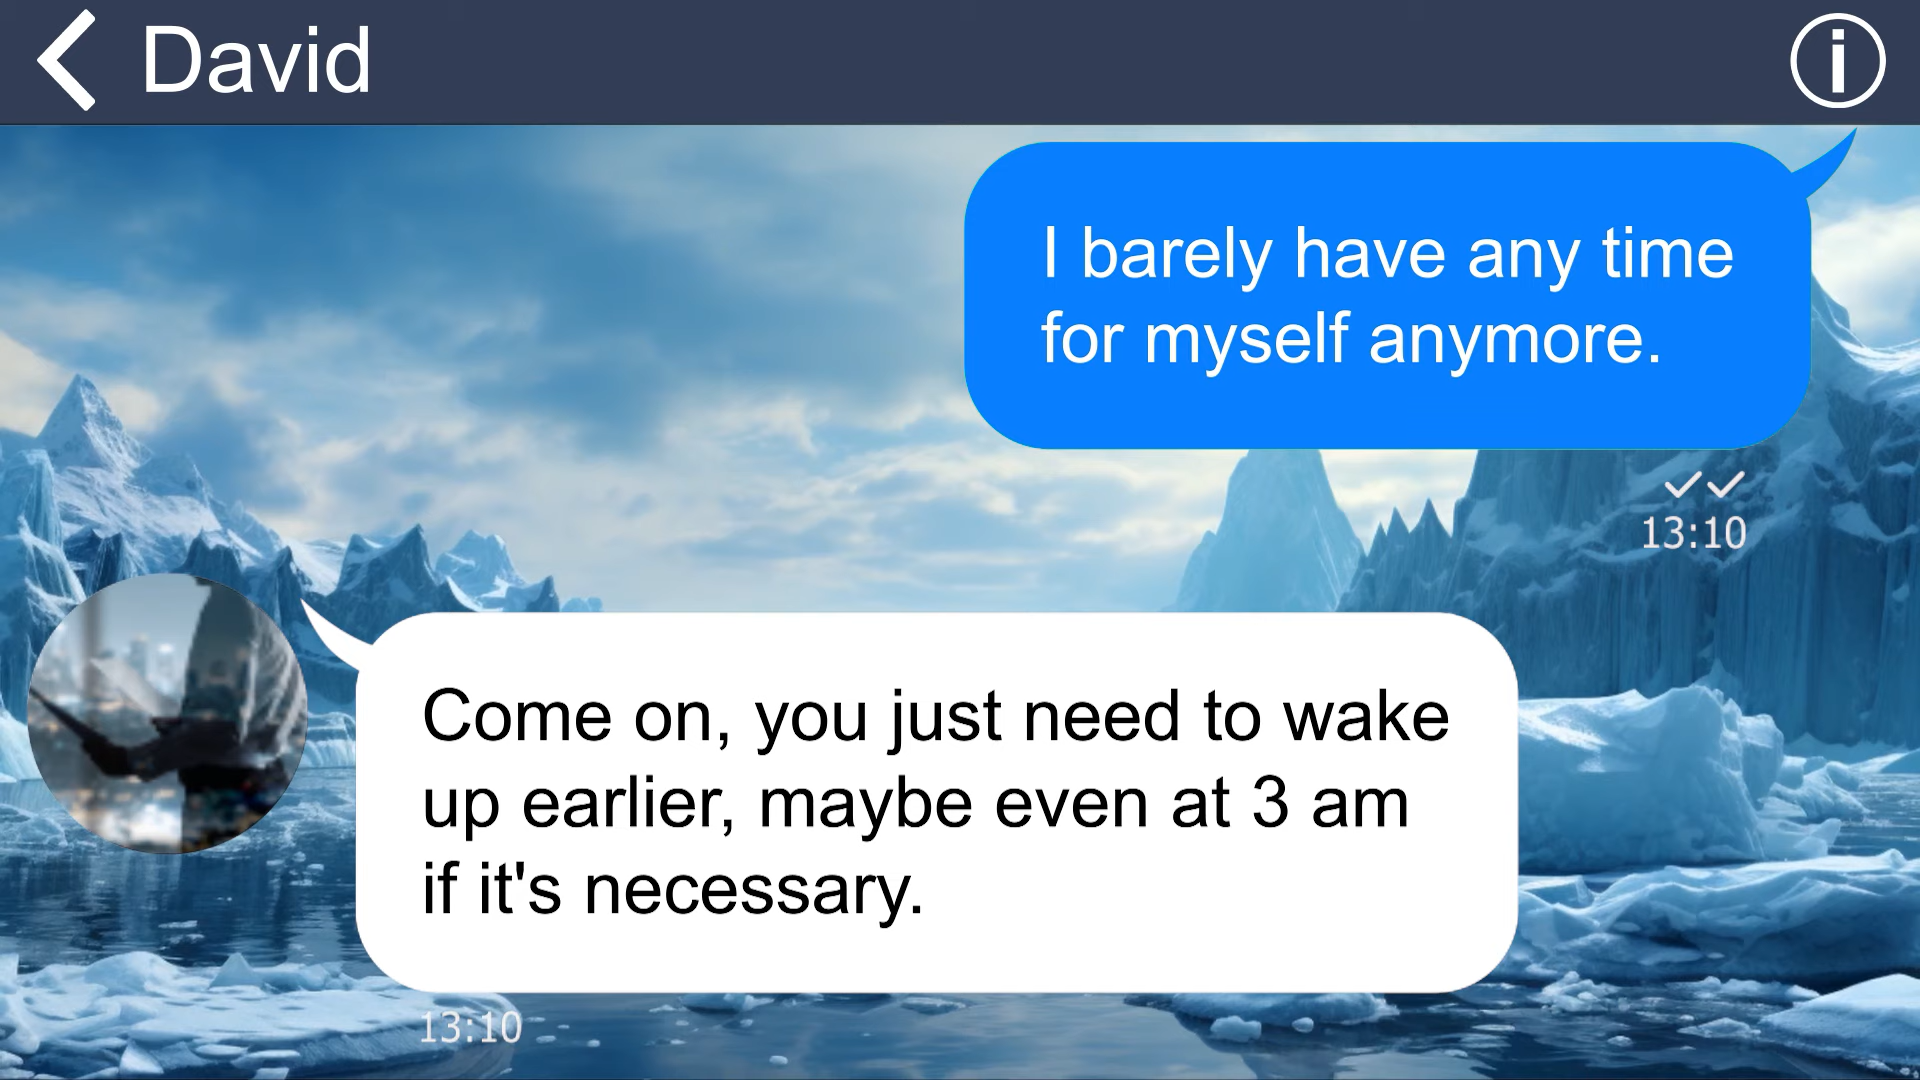 David
I barely have any time
for myself anymore.
13:10
Come on, you just need to wake
up earlier, maybe even at 3 am
if it's necessary.
13:10